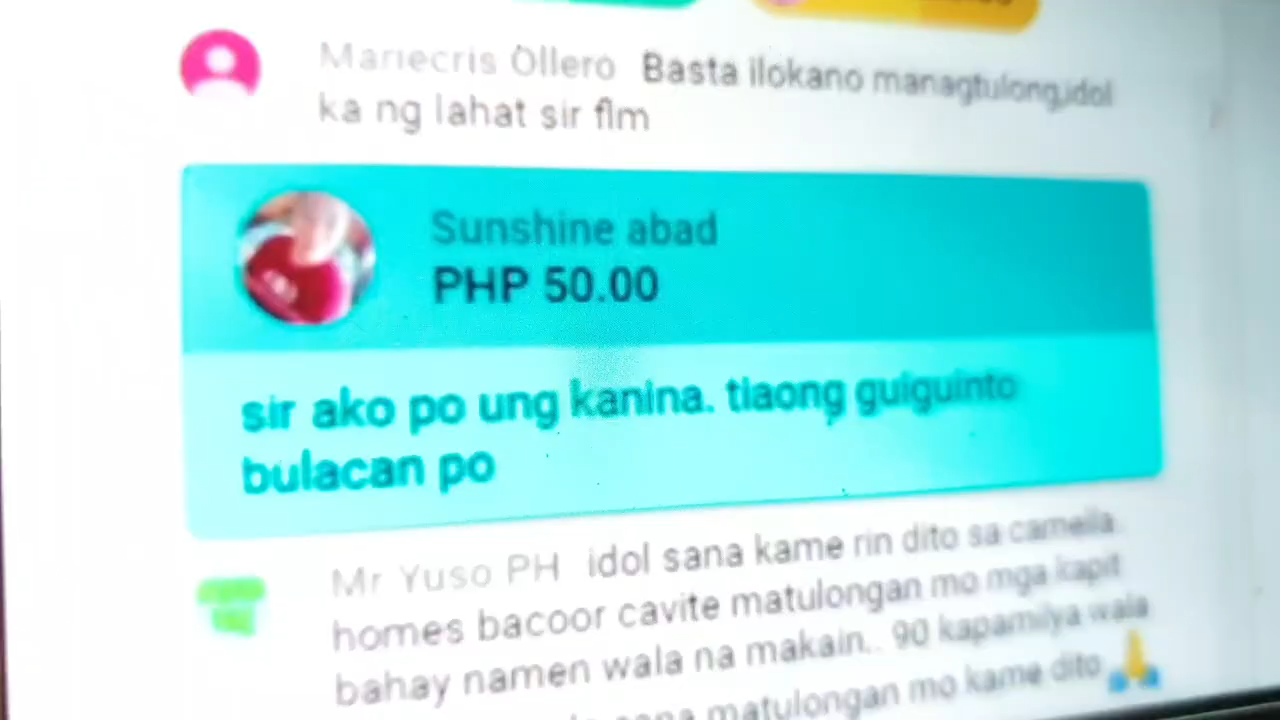 Mariecris Ollero Basta ilokano managtulong,idol
ka ng lahat sir flm
Sunshine abad
PHP 50.00
sir ako po ung kanina. tiaong guiguinto
bulacan po
Mr Yuso PH idol sana kame rin dito sa camella
homes bacoor cavite matulongan mo mga kapit
bahay namen wala na makain.. 90 kapamilya wala
sana matulongan mo kame dito 🙏